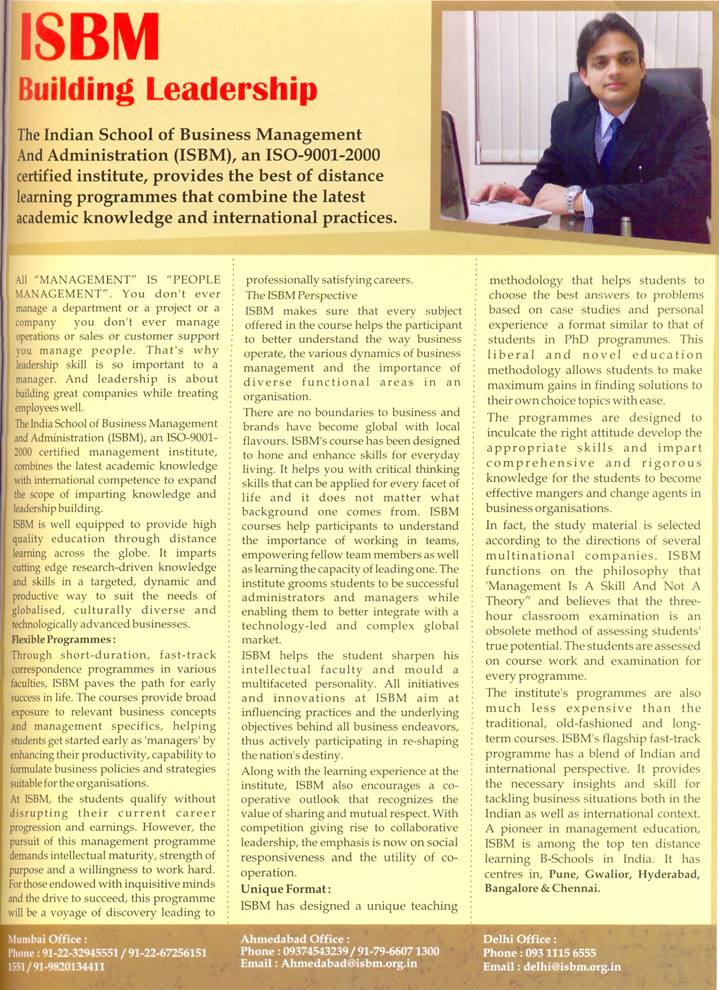 ISBM
Building Leadership
The Indian School of Business Management
And Administration (ISBM), an ISO-9001-2000
certified institute, provides the best of distance
learning programmes that combine the latest
academic knowledge and international practices.
All "MANAGEMENT" IS "PEOPLE
MANAGEMENT". You don't ever
manage a department or a project or a
company you don't ever manage
operations or sales or customer support
you manage people. That's why
leadership skill is so important to a
manager. And leadership is about
building great companies while treating
employees well.
The India School of Business Management
and Administration (ISBM), an ISO-9001-
2000 certified management institute,
combines the latest academic knowledge
with international competence to expand
the scope of imparting knowledge and
leadership building.
ISBM is well equipped to provide high
quality education through distance
learning across the globe. It imparts
cutting edge research-driven knowledge
and skills in a targeted, dynamic and
productive way to suit the needs of
globalised, culturally diverse and
technologically advanced businesses.
Flexible Programmes :
Through short-duration, fast-track
correspondence programmes in various
faculties, ISBM paves the path for early
success in life. The courses provide broad
exposure to relevant business concepts
and management specifics, helping
students get started early as 'managers' by
enhancing their productivity, capability to
formulate business policies and strategies
suitable for the organisations.
At ISBM, the students qualify without
disrupting their current career
progression and earnings. However, the
pursuit of this management programme
demands intellectual maturity, strength of
purpose and a willingness to work hard.
For those endowed with inquisitive minds
and the drive to succeed, this programme
will be a voyage of discovery leading to
professionally satisfying careers.
The ISBM Perspective
ISBM makes sure that every subject
offered in the course helps the participant
to better understand the way business
operate, the various dynamics of business
management and the importance of
diverse functional areas in an
organisation.
There are no boundaries to business and
brands have become global with local
flavours. ISBM's course has been designed
to hone and enhance skills for everyday
living. It helps you with critical thinking
skills that can be applied for every facet of
life and it does not matter what
background one comes from. ISBM
courses help participants to understand
the importance of working in teams,
empowering fellow team members as well
as learning the capacity of leading one. The
institute grooms students to be successful
administrators and managers while
enabling them to better integrate with a
technology-led and complex global
market.
ISBM helps the student sharpen his
intellectual faculty and mould a
multifaceted personality. All initiatives
and innovations at ISBM aim at
influencing practices and the underlying
objectives behind all business endeavors,
thus actively participating in re-shaping
the nation's destiny.
Along with the learning experience at the
institute, ISBM also encourages a co-
operative outlook that recognizes the
value of sharing and mutual respect. With
competition giving rise to collaborative
leadership, the emphasis is now on social
responsiveness and the utility of co-
operation.
Unique Format :
ISBM has designed a unique teaching
methodology that helps students to
choose the best answers to problems
based on case studies and personal
experience a format similar to that of
students in PhD programmes. This
liberal and novel education
methodology allows students to make
maximum gains in finding solutions to
their own choice topics with ease.
The programmes are designed to
inculcate the right attitude develop the
appropriate skills and impart
comprehensive and rigorous
knowledge for the students to become
effective mangers and change agents in
business organisations.
In fact, the study material is selected
according to the directions of several
multinational companies. ISBM
functions on the philosophy that
'Management Is A Skill And Not A
Theory" and believes that the three-
hour classroom examination is an
obsolete method of assessing students'
true potential. The students are assessed
on course work and examination for
every programme.
The institute's programmes are also
much less expensive than the
traditional, old-fashioned and long-
term courses. ISBM's flagship fast-track
programme has a blend of Indian and
international perspective. It provides
the necessary insights and skill for
tackling business situations both in the
Indian as well as international context.
A pioneer in management education,
ISBM is among the top ten distance
learning B-Schools in India. It has
centres in, Pune, Gwalior, Hyderabad,
Bangalore & Chennai.
Mumbai Office :
Phone : 91-22-32945551 / 91-22-67256151
1551 / 91-9820134411
Ahmedabad Office :
Phone : 09374543239 / 91-79-6607 1300
Email : Ahmedabad@isbm.org.in
Delhi Office :
Phone : 093 1115 6555
Email : delhi@isbm.org.in